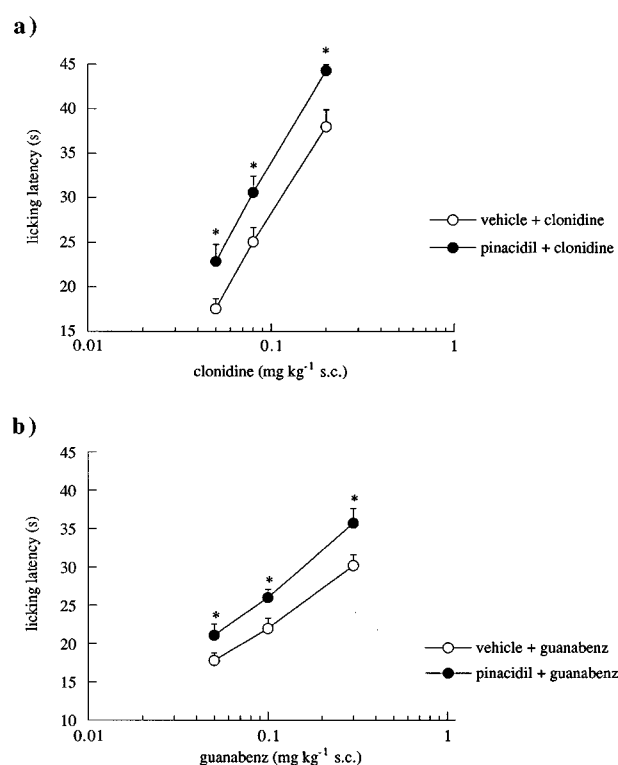 a)
*
45
40
*
35
*
30
licking latency (s)
25
vehicle + clonidine
pinacidil + clonidine
20
15
0.01 0.1 1
clonidine (mg kg⁻¹ s.c.)
b)
45
40
*
35
30
*
licking latency (s)
*
25
20
vehicle + guanabenz
pinacidil + guanabenz
15
10
0.01 0.1 1
guanabenz (mg kg⁻¹ s.c.)